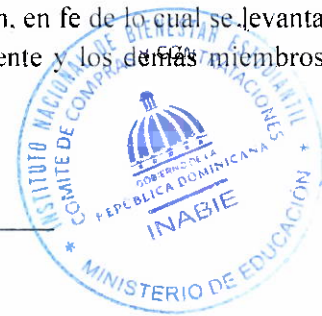 n, en fe de lo cual se levanta
ente y los demás miembros
INSTITUTO NACIONAL DE BIENESTAR ESTUDIANTIL
COMITE DE COMPRAS Y CONTRATACIONES
GOBIERNO DE LA
REPÚBLICA DOMINICANA
INABIE
* MINISTERIO DE EDUCACIÓN *